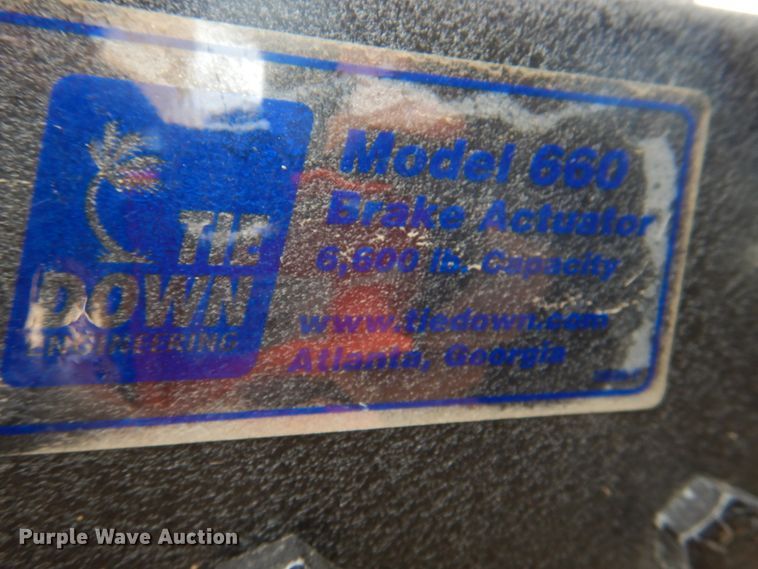 TIE
DOWN
ENGINEERING
Model 660
Brake Actuator
6,600 lb. Capacity
www.tiedown.com
Atlanta, Georgia
Purple Wave Auction